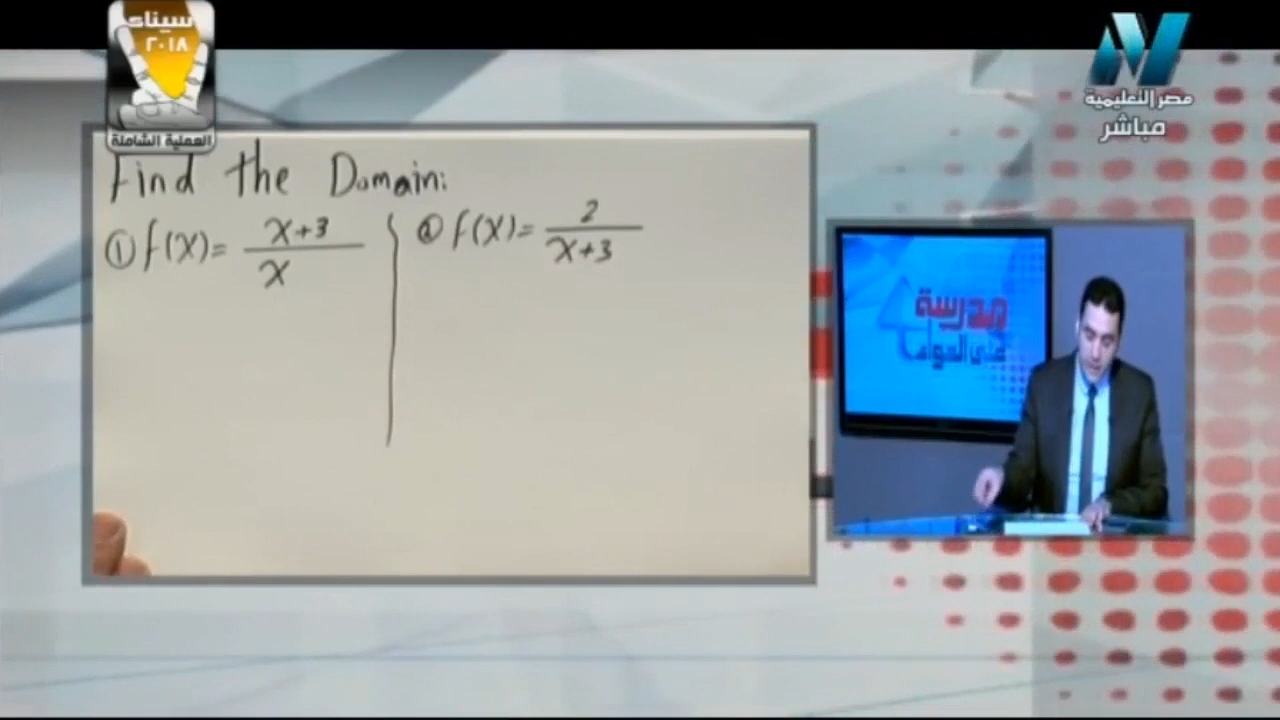 سيناء
٢٠١٨
العملية الشاملة
مصر التعليمية
مباشر
Find the Domain:
① f(x) = x+3 / x
② f(x) = 2 / x+3
مدرسة
على الهواء